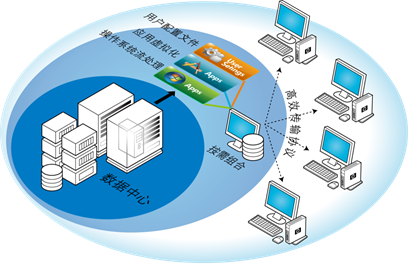 用户配置文件
应用虚拟化
操作系统流处理
User
Settings
Apps
Apps
高效传输协议
按需组合
数据中心